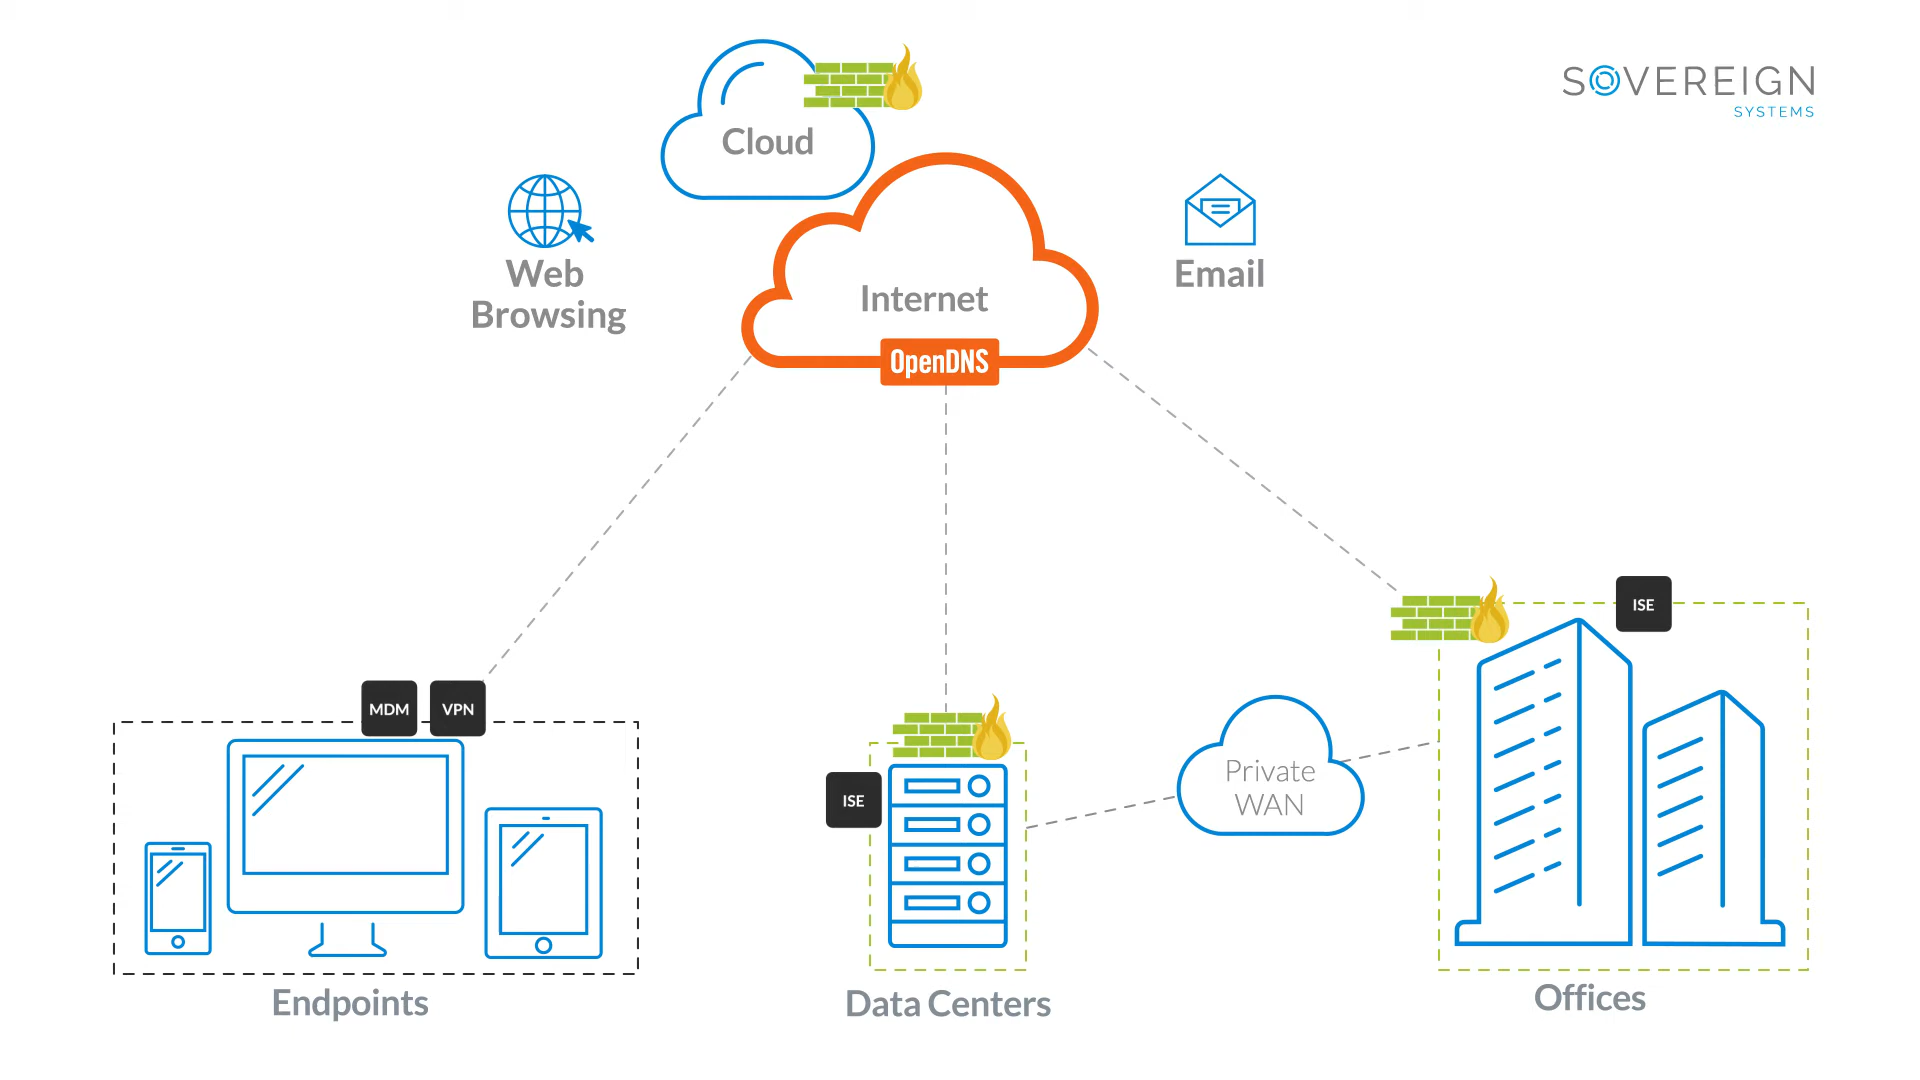 SOVEREIGN
SYSTEMS
Cloud
Web
Browsing
Email
Internet
OpenDNS
ISE
MDM
VPN
ISE
Private
WAN
Endpoints
Data Centers
Offices